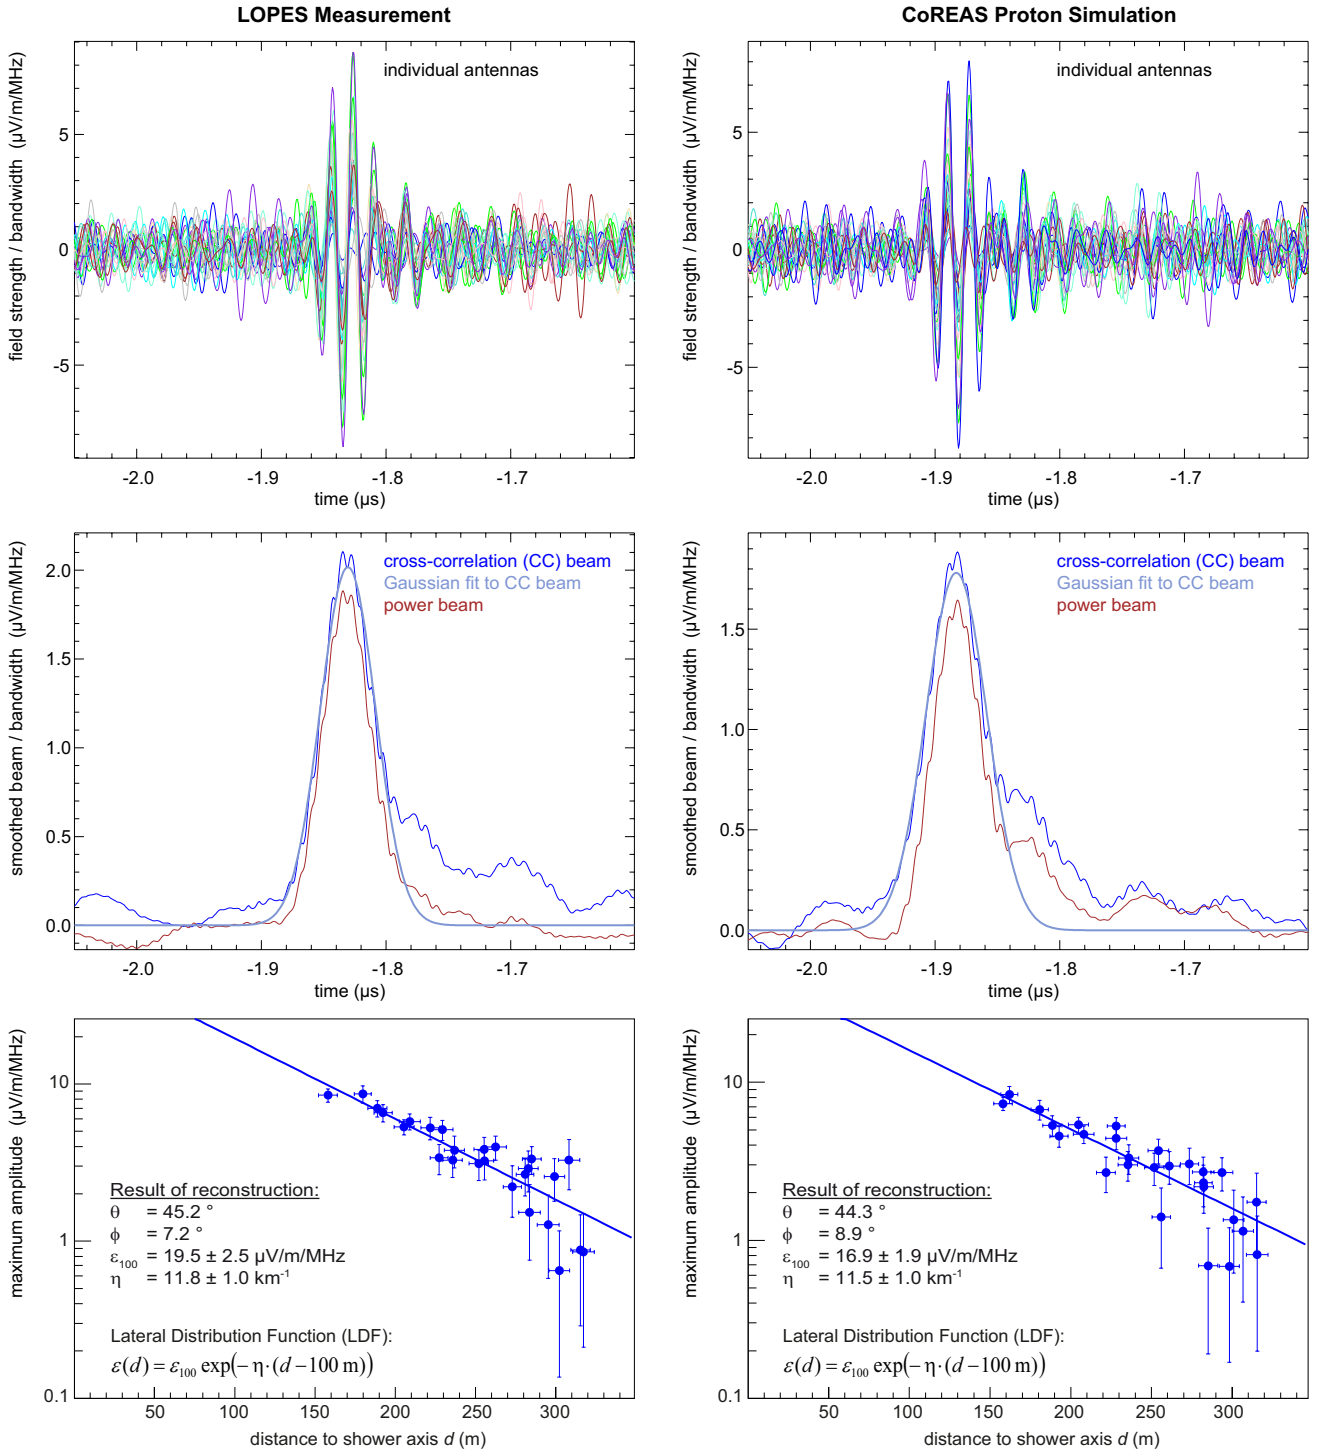 LOPES Measurement
field strength / bandwidth (µV/m/MHz)
individual antennas
5
0
-5
-2.0
-1.9
-1.8
-1.7
time (µs)
smoothed beam / bandwidth (µV/m/MHz)
cross-correlation (CC) beam
Gaussian fit to CC beam
power beam
2.0
1.5
1.0
0.5
0.0
-2.0
-1.9
-1.8
-1.7
time (µs)
maximum amplitude (µV/m/MHz)
10
1
0.1
Result of reconstruction:
θ = 45.2 °
ϕ = 7.2 °
ε₁₀₀ = 19.5 ± 2.5 µV/m/MHz
η = 11.8 ± 1.0 km⁻¹
Lateral Distribution Function (LDF):
ε(d) = ε₁₀₀ exp(− η·(d −100 m))
50
100
150
200
250
300
distance to shower axis d (m)
CoREAS Proton Simulation
field strength / bandwidth (µV/m/MHz)
individual antennas
5
0
-5
-2.0
-1.9
-1.8
-1.7
time (µs)
smoothed beam / bandwidth (µV/m/MHz)
cross-correlation (CC) beam
Gaussian fit to CC beam
power beam
1.5
1.0
0.5
0.0
-2.0
-1.9
-1.8
-1.7
time (µs)
maximum amplitude (µV/m/MHz)
10
1
0.1
Result of reconstruction:
θ = 44.3 °
ϕ = 8.9 °
ε₁₀₀ = 16.9 ± 1.9 µV/m/MHz
η = 11.5 ± 1.0 km⁻¹
Lateral Distribution Function (LDF):
ε(d) = ε₁₀₀ exp(− η·(d −100 m))
50
100
150
200
250
300
distance to shower axis d (m)